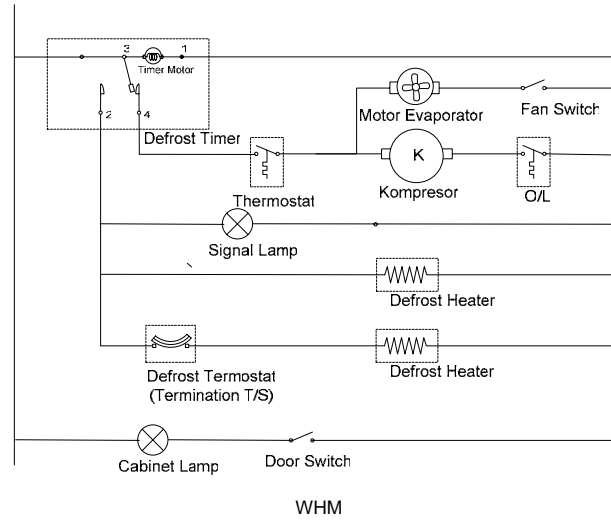 3
1
Timer Motor
2
4
Defrost Timer
Motor Evaporator
Fan Switch
K
Kompresor
O/L
Thermostat
Signal Lamp
Defrost Heater
Defrost Termostat
(Termination T/S)
Defrost Heater
Cabinet Lamp
Door Switch
WHM